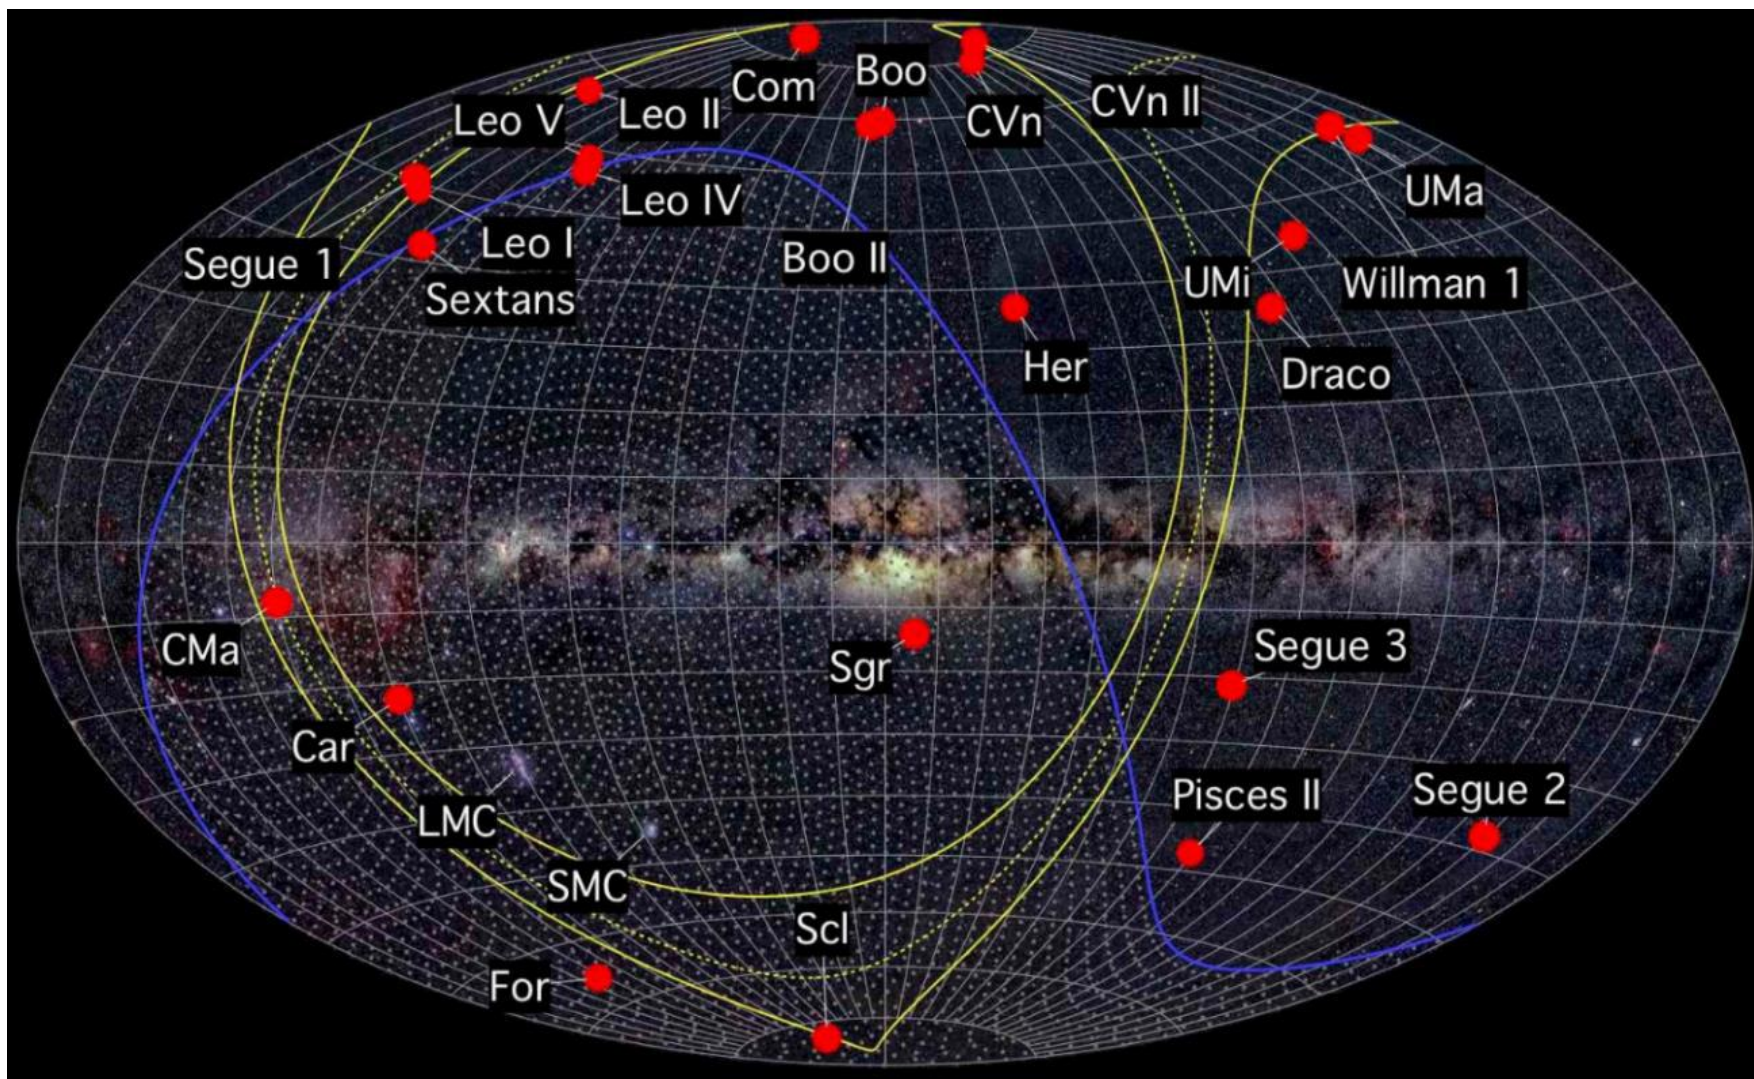 Com
Boo
CVn II
Leo V
Leo II
CVn
UMa
Leo IV
Leo I
Segue 1
Boo II
UMi
Willman 1
Sextans
Her
Draco
CMa
Sgr
Segue 3
Car
LMC
Pisces II
Segue 2
SMC
Scl
For